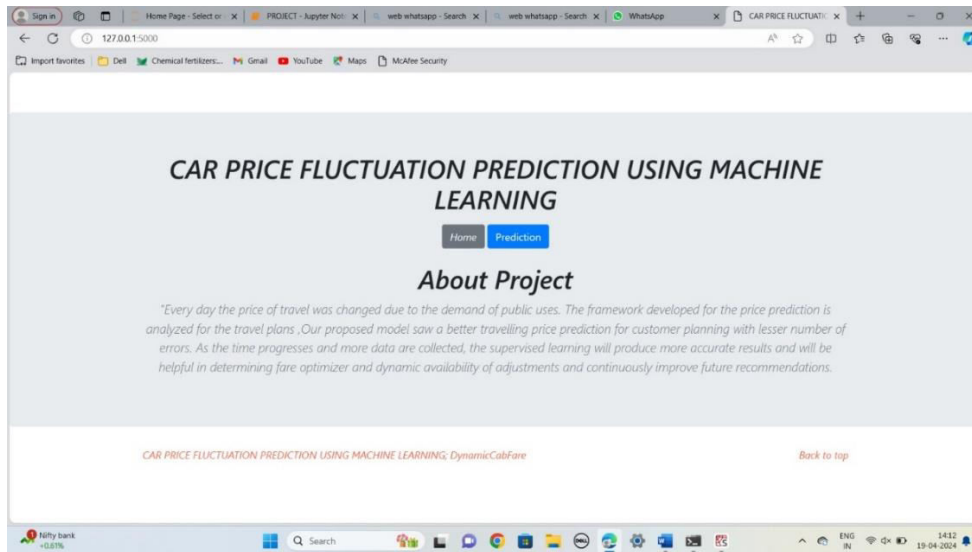 Sign in
Home Page - Select or
PROJECT - Jupyter Not
web whatsapp - Search
web whatsapp - Search
WhatsApp
CAR PRICE FLUCTUATIO
127.0.0.1:5000
Import favorites Dell Chemical fertilizers:... Gmail YouTube Maps McAfee Security
CAR PRICE FLUCTUATION PREDICTION USING MACHINE
LEARNING
Home Prediction
About Project
"Every day the price of travel was changed due to the demand of public uses. The framework developed for the price prediction is
analyzed for the travel plans ,Our proposed model saw a better travelling price prediction for customer planning with lesser number of
errors. As the time progresses and more data are collected, the supervised learning will produce more accurate results and will be
helpful in determining fare optimizer and dynamic availability of adjustments and continuously improve future recommendations.
CAR PRICE FLUCTUATION PREDICTION USING MACHINE LEARNING; DynamicCabFare Back to top
Nifty bank
+0.81%
Search
ENG
IN
14:12
19-04-2024